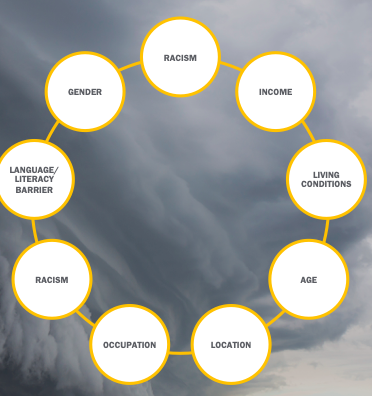 RACISM
INCOME
LIVING
CONDITIONS
AGE
LOCATION
OCCUPATION
RACISM
LANGUAGE/
LITERACY
BARRIER
GENDER